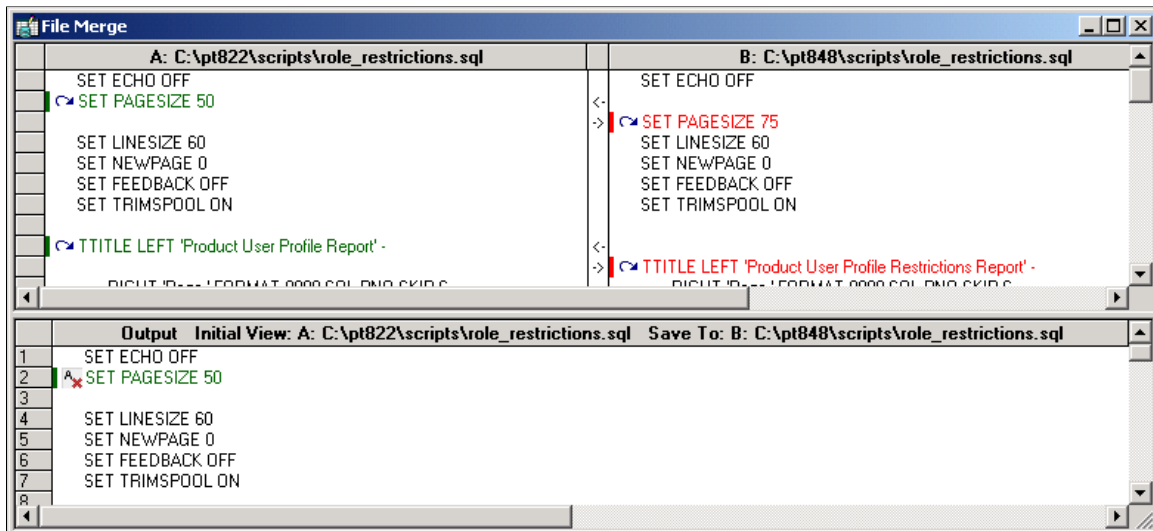 File Merge
A: C:\pt822\scripts\role_restrictions.sql
SET ECHO OFF
SET PAGESIZE 50
<-
->
SET LINESIZE 60
SET NEWPAGE 0
SET FEEDBACK OFF
SET TRIMSPOOL ON
TTITLE LEFT 'Product User Profile Report' -
<-
->
B: C:\pt848\scripts\role_restrictions.sql
SET ECHO OFF
SET PAGESIZE 75
SET LINESIZE 60
SET NEWPAGE 0
SET FEEDBACK OFF
SET TRIMSPOOL ON
TTITLE LEFT 'Product User Profile Restrictions Report' -
Output Initial View: A: C:\pt822\scripts\role_restrictions.sql Save To: B: C:\pt848\scripts\role_restrictions.sql
1 SET ECHO OFF
2 A SET PAGESIZE 50
3
4 SET LINESIZE 60
5 SET NEWPAGE 0
6 SET FEEDBACK OFF
7 SET TRIMSPOOL ON
8